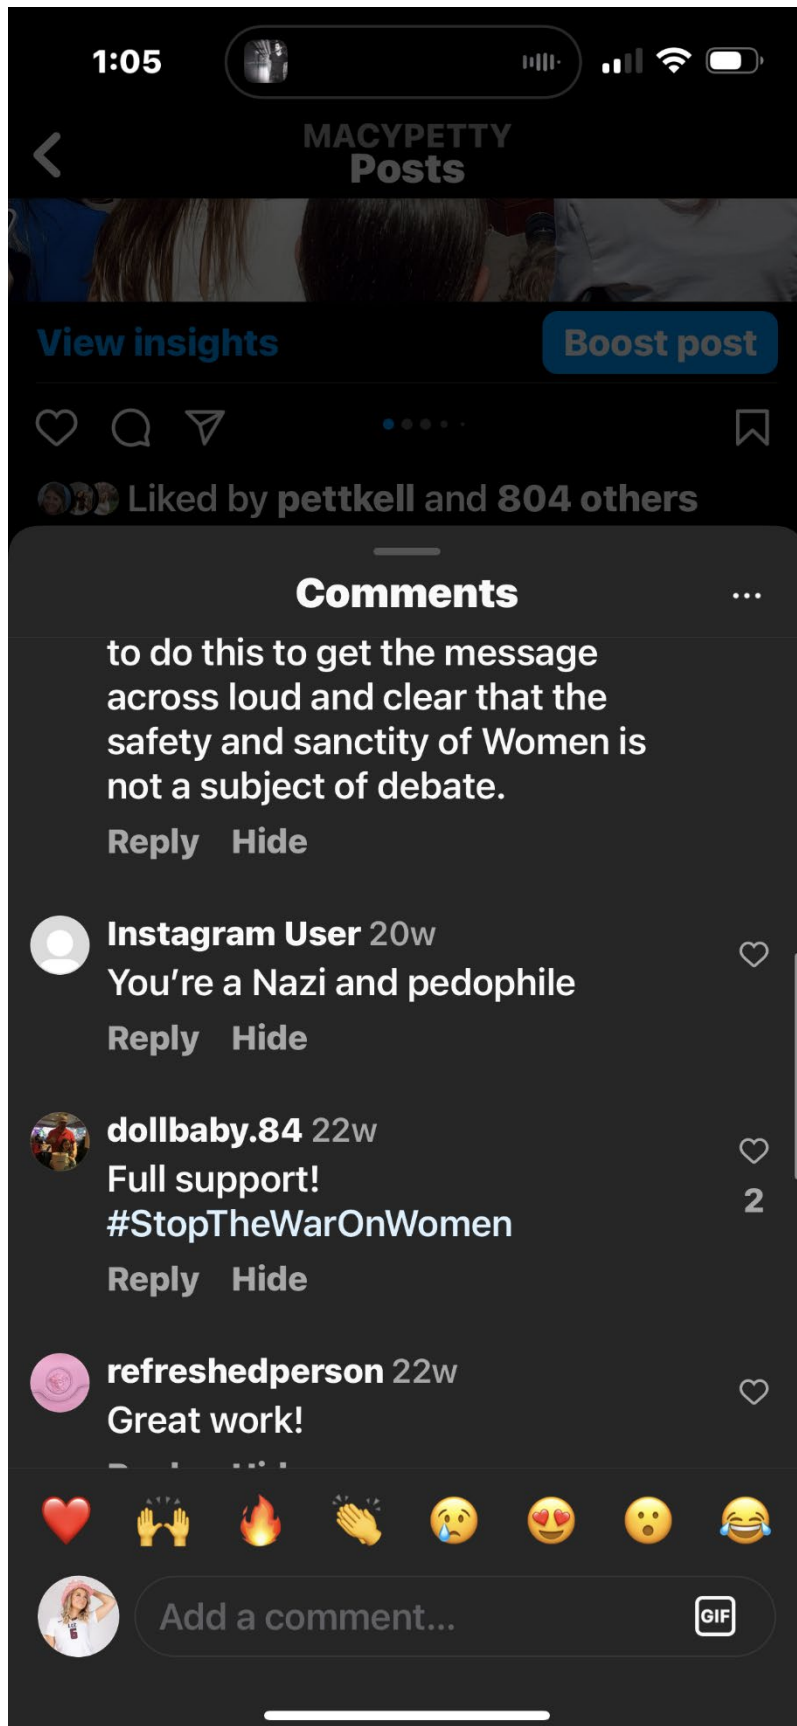 1:05
MACYPETTY
Posts
View insights
Boost post
Liked by pettkell and 804 others
Comments
to do this to get the message
across loud and clear that the
safety and sanctity of Women is
not a subject of debate.
Reply Hide
Instagram User 20w
You’re a Nazi and pedophile
Reply Hide
dollbaby.84 22w
Full support!
2
#StopTheWarOnWomen
Reply Hide
refreshedperson 22w
Great work!
Add a comment...
GIF